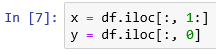 In [7]: x = df.iloc[:, 1:]
y = df.iloc[:, 0]